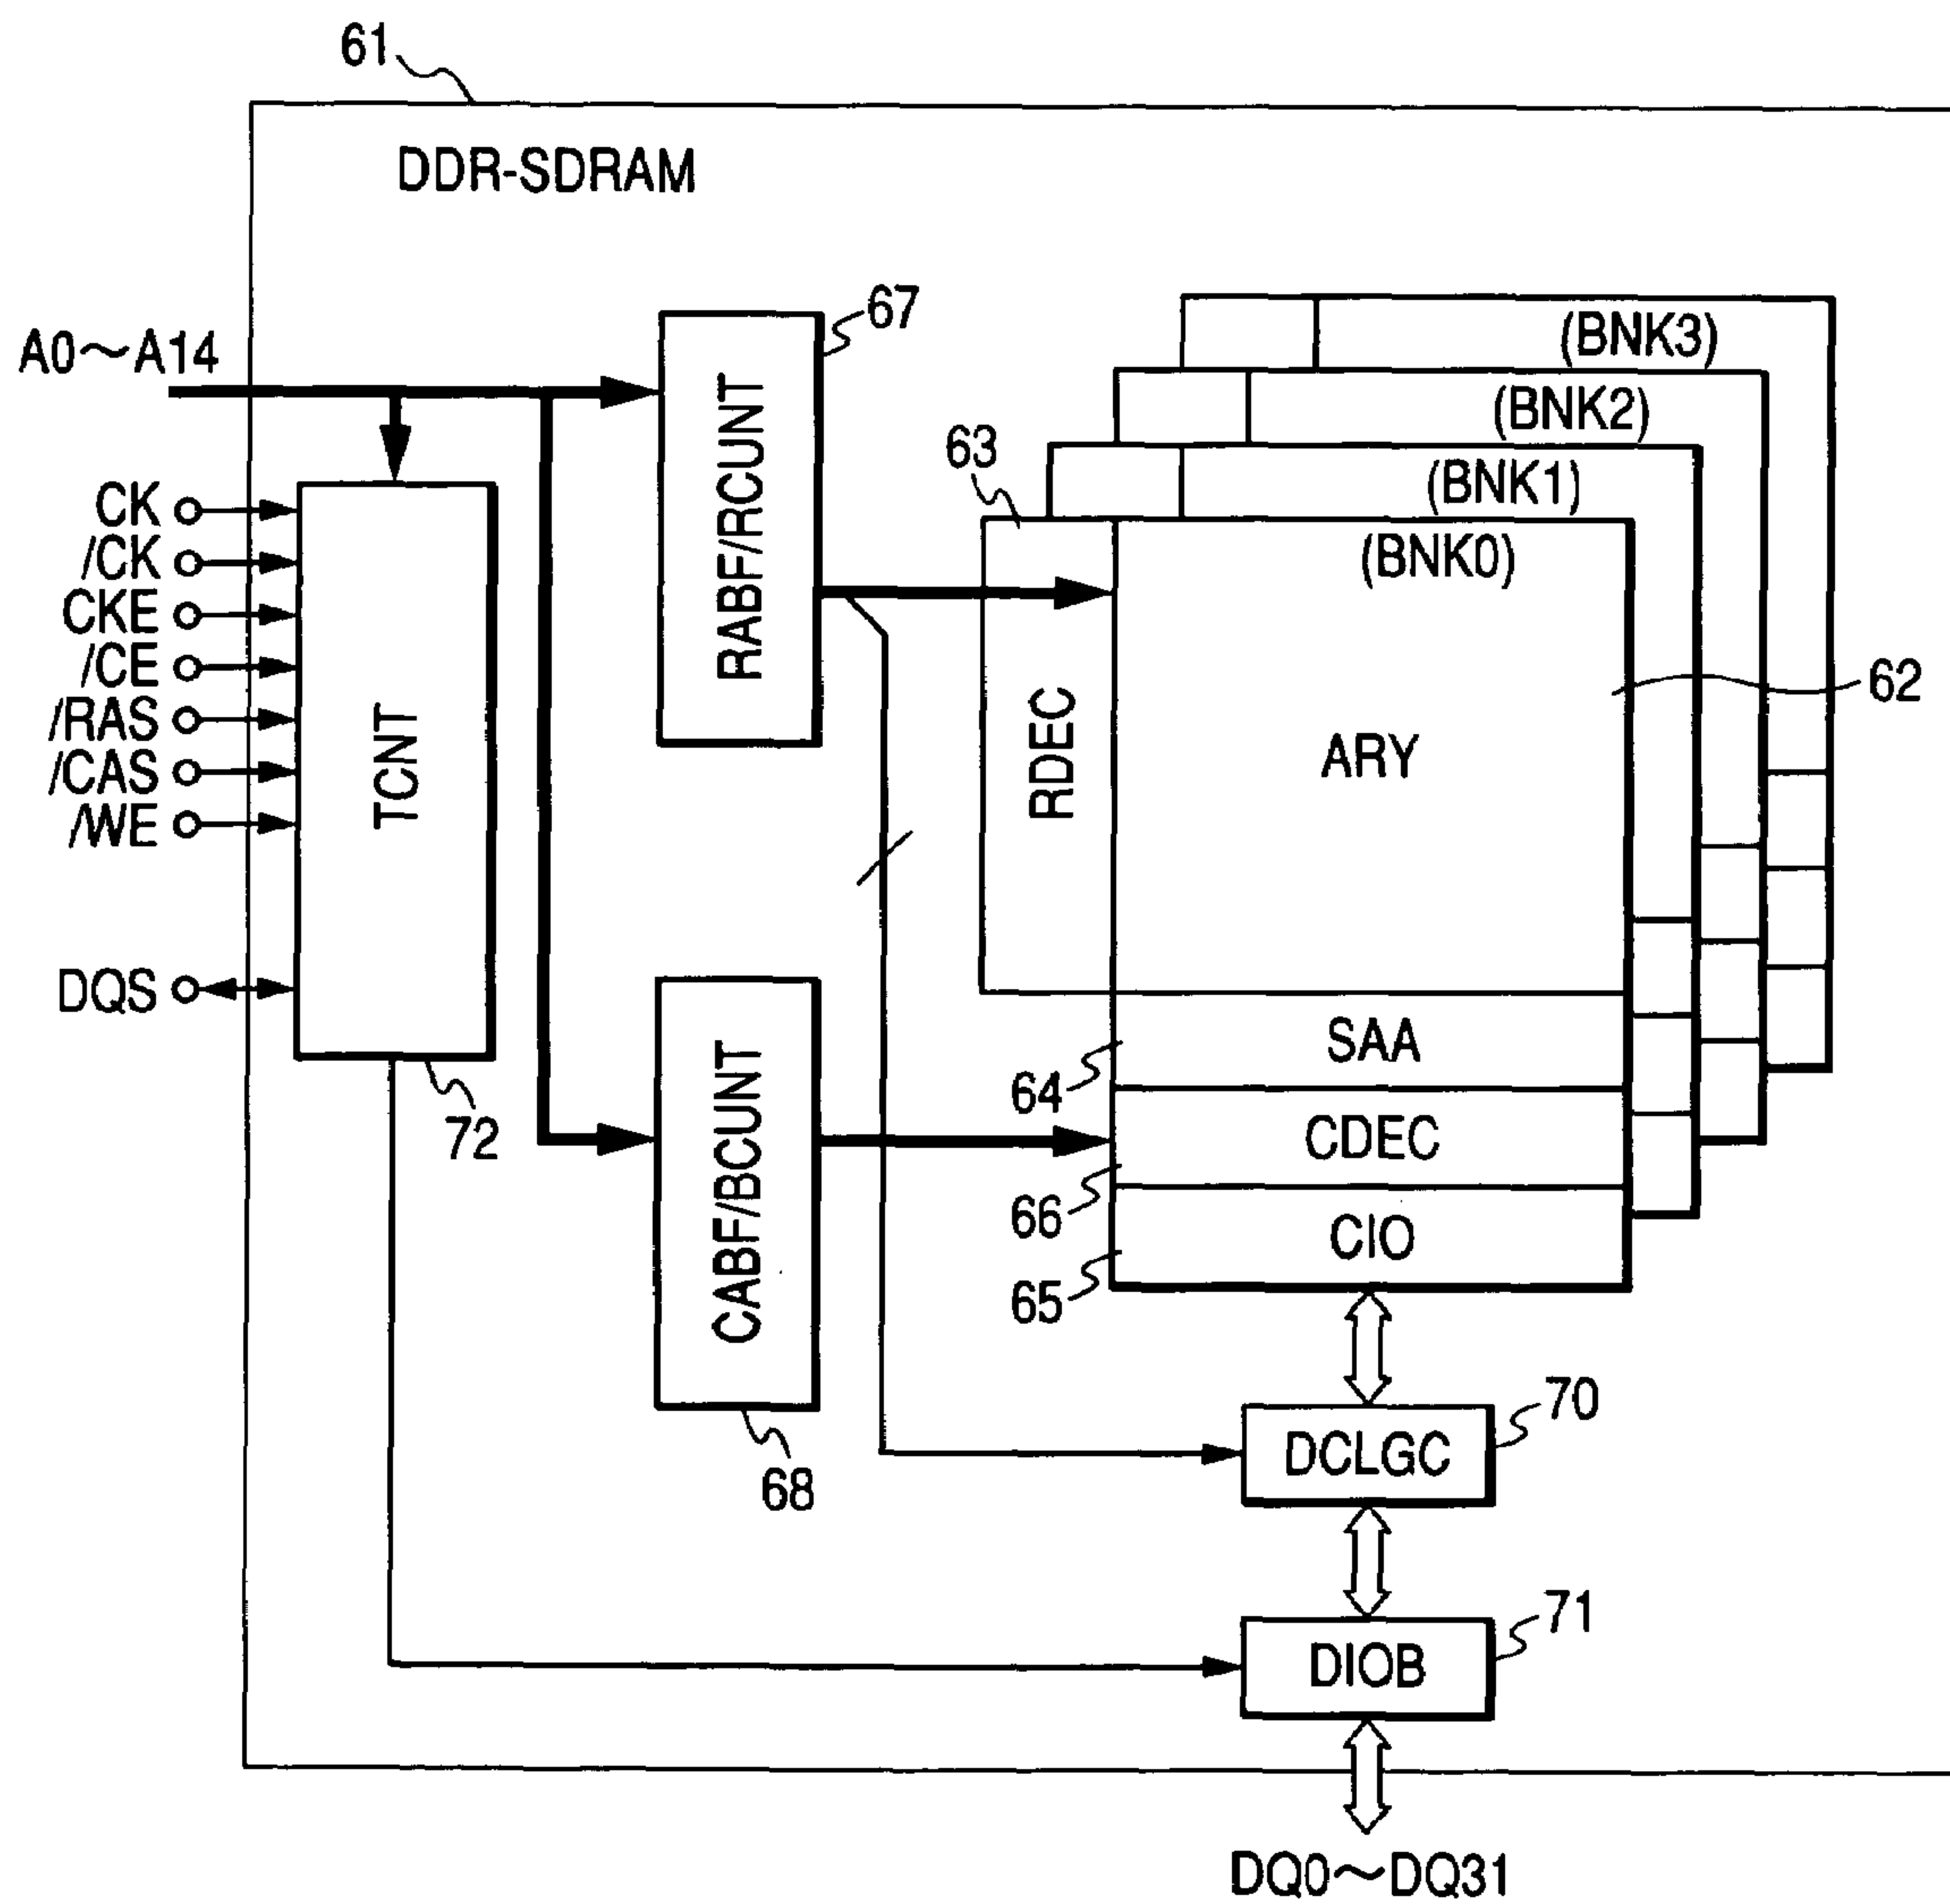 61
DDR-SDRAM
67
A0~A14
(BNK3)
(BNK2)
63
(BNK1)
CK
/CK
CKE
/CE
/RAS
/CAS
/WE
DQS
(BNK0)
RABF/RCUNT
TCNT
RDEC
ARY
62
SAA
64
72
CABF/BCUNT
CDEC
66
CIO
65
68
DCLGC
70
DIOB
71
DQ0~DQ31